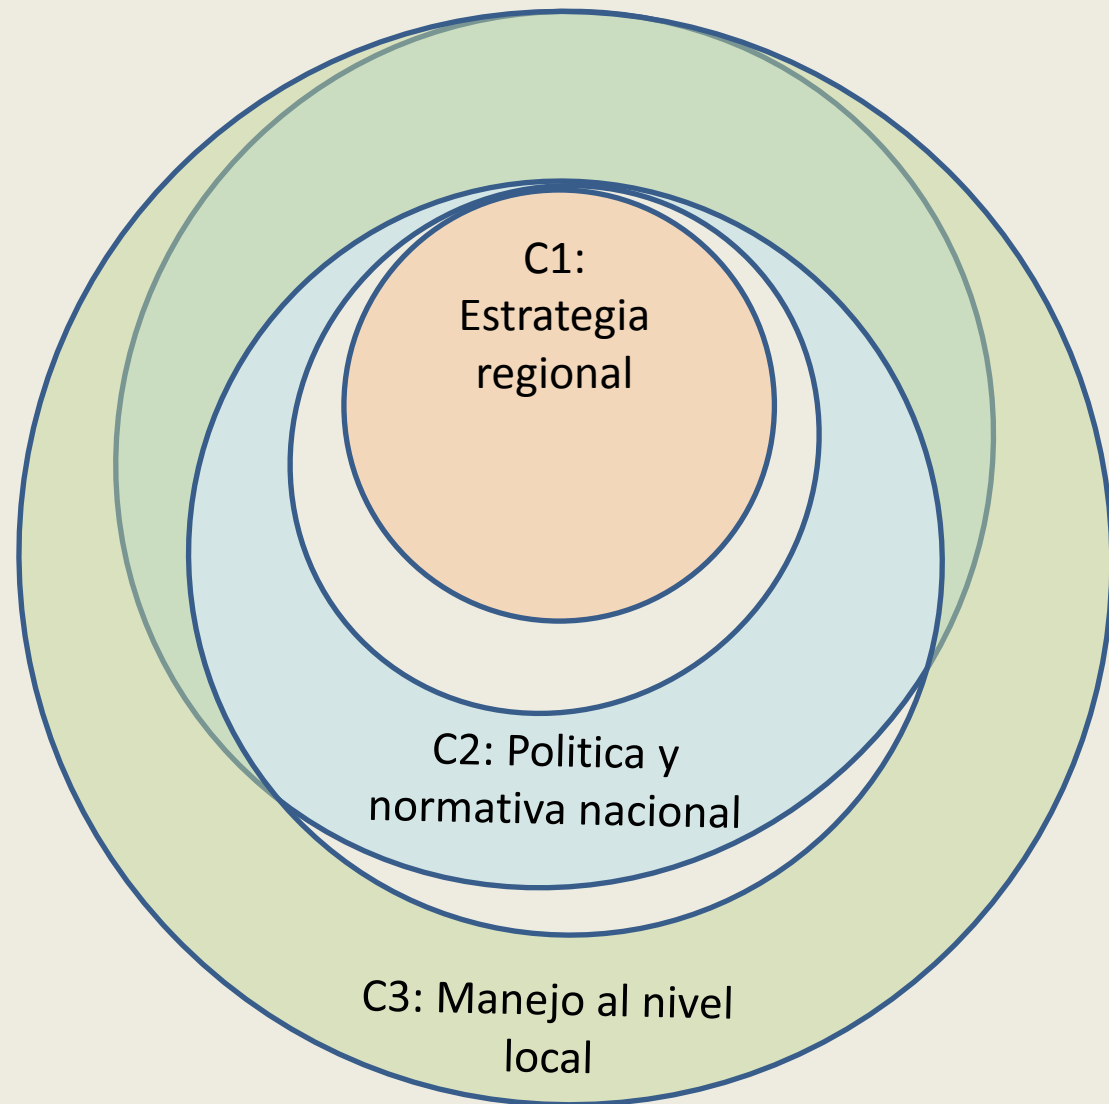 C1:
Estrategia
regional
C2: Politica y
normativa nacional
C3: Manejo al nivel
local